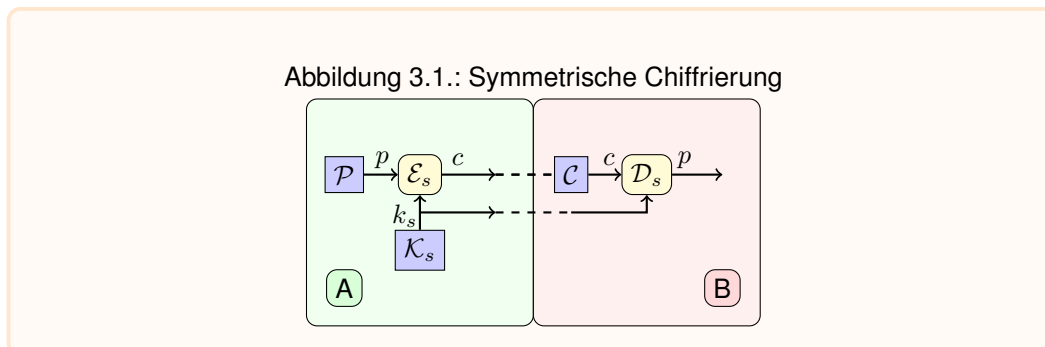 Abbildung 3.1.: Symmetrische Chiffrierung
𝒫 p ℰₛ c 𝒞 c 𝒟ₛ p
kₛ
𝒦ₛ
A B